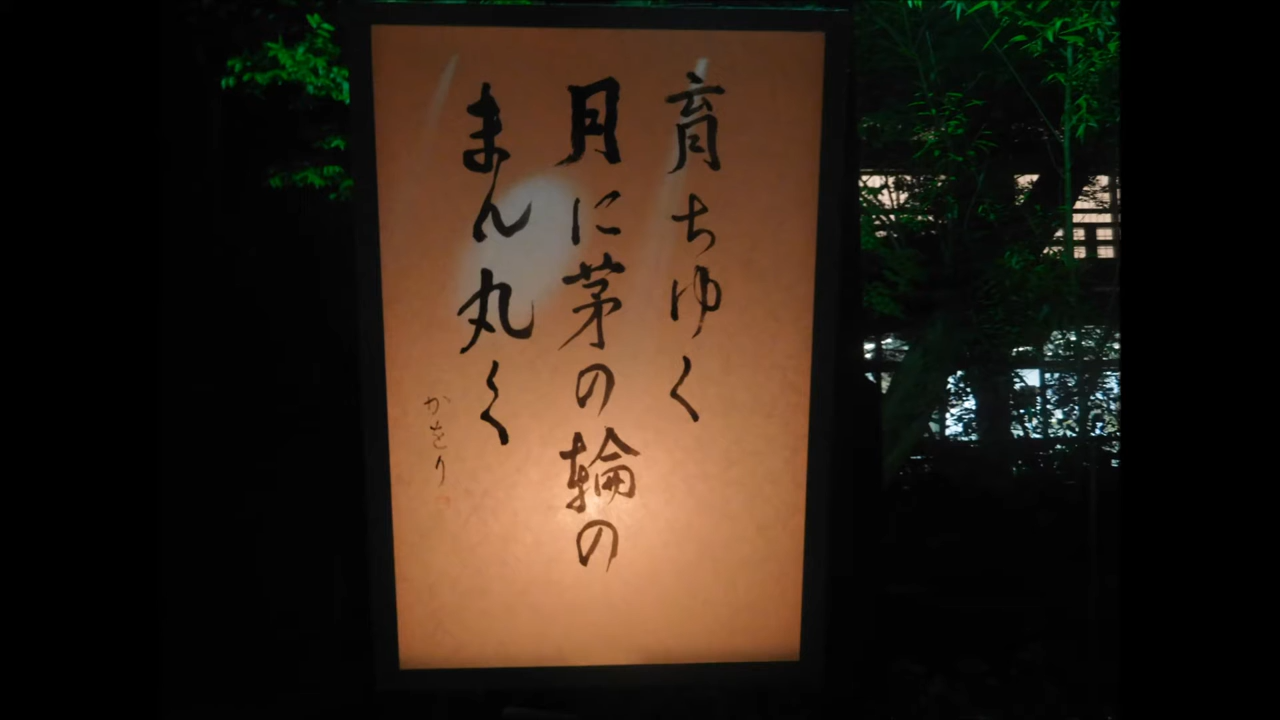 育ちゆく
月に茅の輪の
まん丸く
かをり